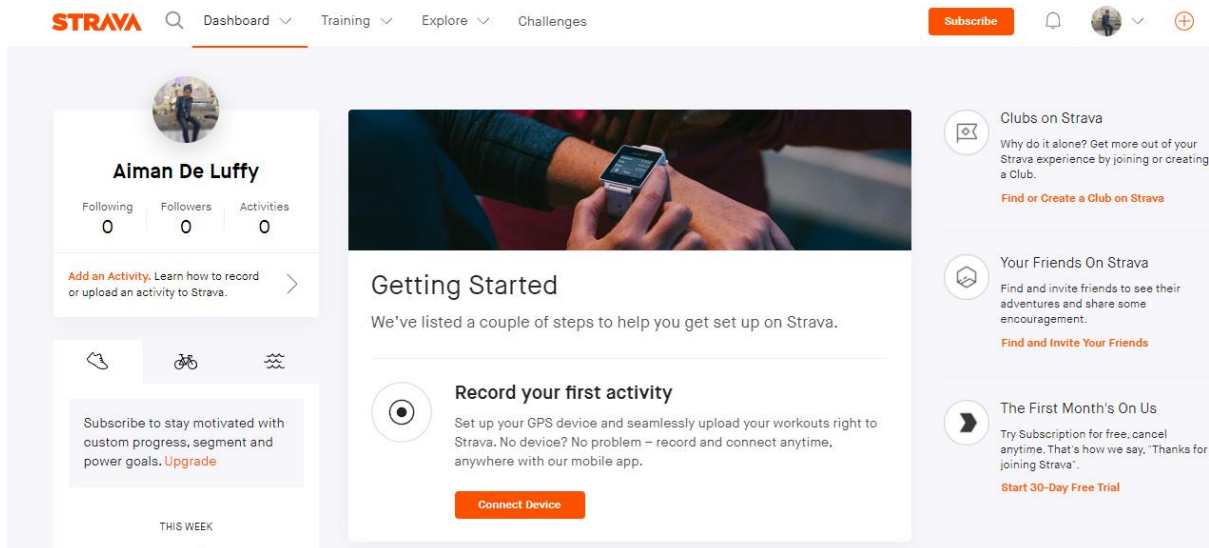 STRAVA
Dashboard
Training
Explore
Challenges
Subscribe
Aiman De Luffy
Following
Followers
Activities
0
0
0
Add an Activity. Learn how to record
or upload an activity to Strava.
Subscribe to stay motivated with
custom progress, segment and
power goals. Upgrade
THIS WEEK
Getting Started
We've listed a couple of steps to help you get set up on Strava.
Record your first activity
Set up your GPS device and seamlessly upload your workouts right to
Strava. No device? No problem – record and connect anytime,
anywhere with our mobile app.
Connect Device
Clubs on Strava
Why do it alone? Get more out of your
Strava experience by joining or creating
a Club.
Find or Create a Club on Strava
Your Friends On Strava
Find and invite friends to see their
adventures and share some
encouragement.
Find and Invite Your Friends
The First Month's On Us
Try Subscription for free, cancel
anytime. That's how we say, "Thanks for
joining Strava".
Start 30-Day Free Trial